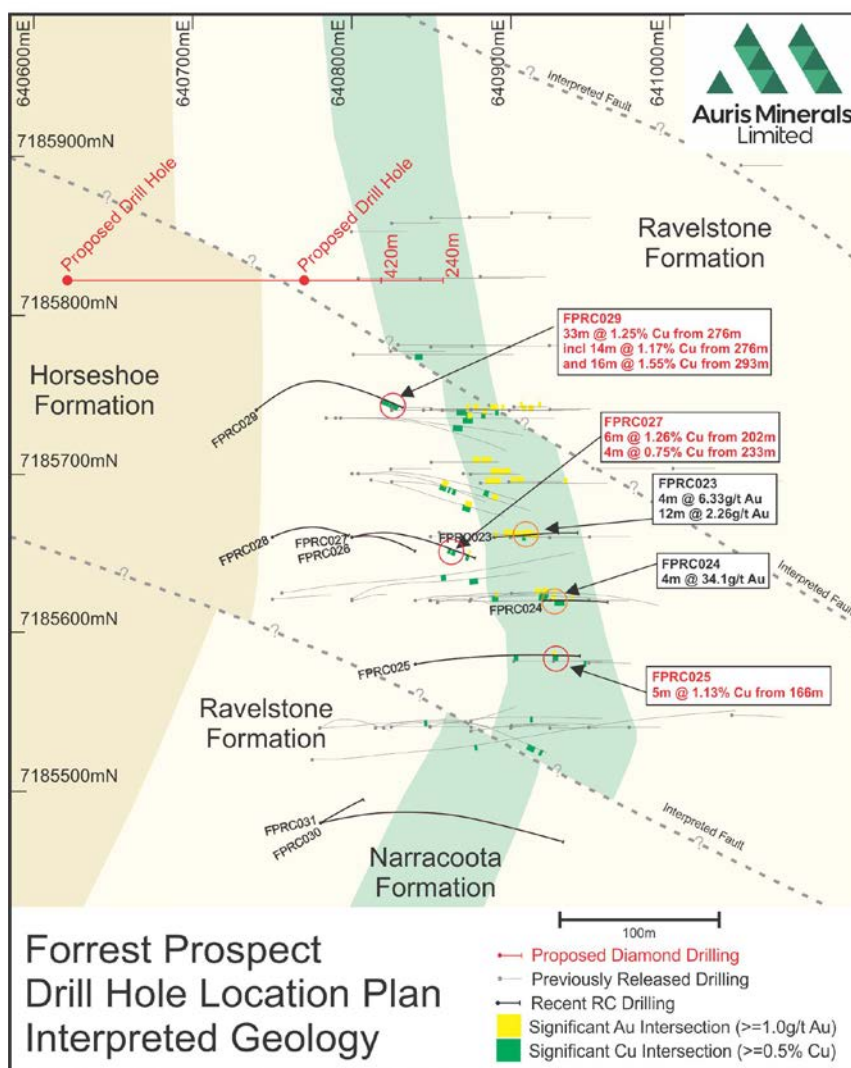 640600mE
640700mE
640800mE
640900mE
641000mE
Auris Minerals
Limited
Interpreted Fault
?
?
?
7185900mN
?
?
Proposed Drill Hole
Proposed Drill Hole
420m
240m
?
Ravelstone
Formation
?
7185800mN
FPRC029
33m @ 1.25% Cu from 276m
incl 14m @ 1.17% Cu from 276m
and 16m @ 1.55% Cu from 293m
?
Horseshoe
Formation
FPRC029
?
FPRC027
6m @ 1.26% Cu from 202m
4m @ 0.75% Cu from 233m
7185700mN
FPRC023
4m @ 6.33g/t Au
12m @ 2.26g/t Au
FPRC028
FPRC027
FPRC026
FPRC023
?
Interpreted Fault
?
FPRC024
4m @ 34.1g/t Au
7185600mN
FPRC024
?
FPRC025
FPRC025
5m @ 1.13% Cu from 166m
Ravelstone
Formation
?
7185500mN
?
FPRC031
FPRC030
Interpreted Fault
?
Narracoota
Formation
100m
Forrest Prospect
Drill Hole Location Plan
Interpreted Geology
Proposed Diamond Drilling
Previously Released Drilling
Recent RC Drilling
Significant Au Intersection (>=1.0g/t Au)
Significant Cu Intersection (>=0.5% Cu)